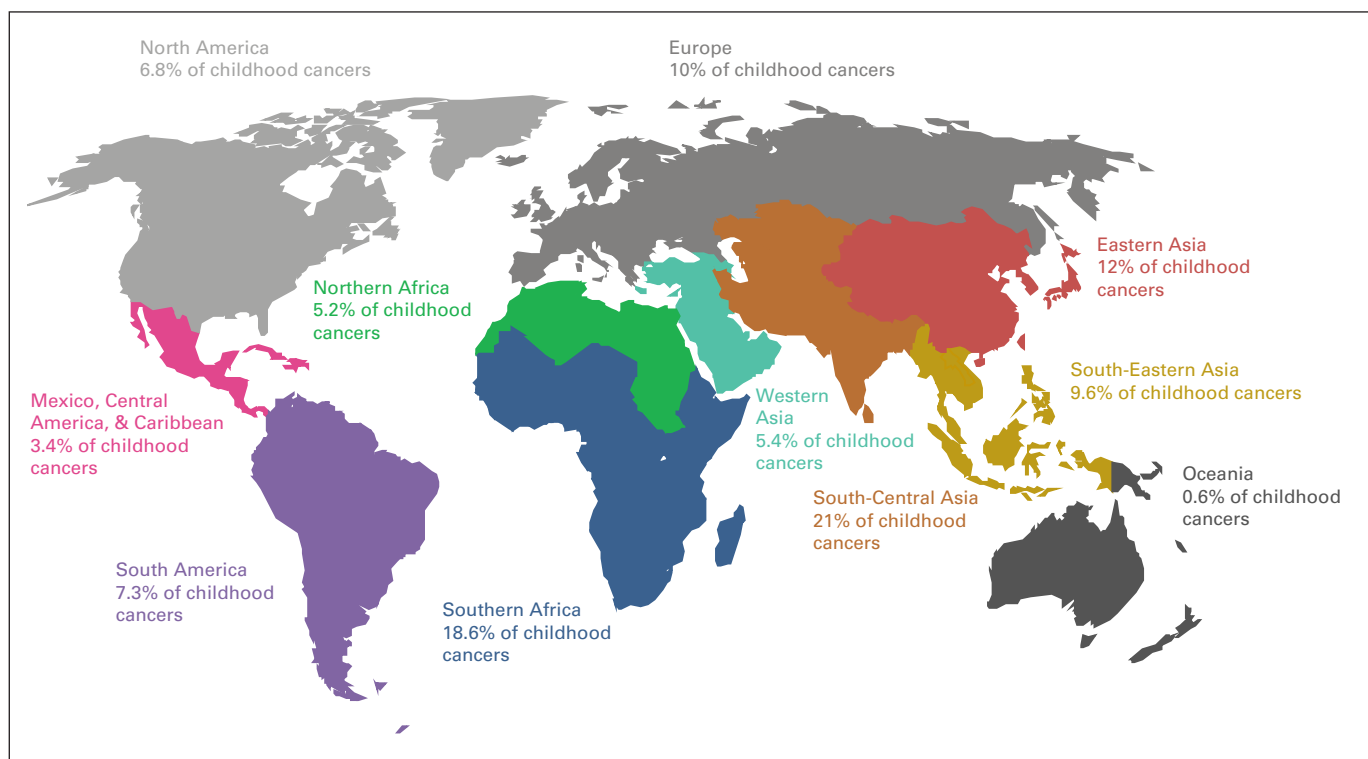 North America
6.8% of childhood cancers
Europe
10% of childhood cancers
Eastern Asia
12% of childhood
cancers
Northern Africa
5.2% of childhood
cancers
South-Eastern Asia
9.6% of childhood cancers
Mexico, Central
America, & Caribbean
3.4% of childhood
cancers
Western
Asia
5.4% of childhood
cancers
South-Central Asia
21% of childhood
cancers
Oceania
0.6% of childhood
cancers
South America
7.3% of childhood
cancers
Southern Africa
18.6% of childhood
cancers